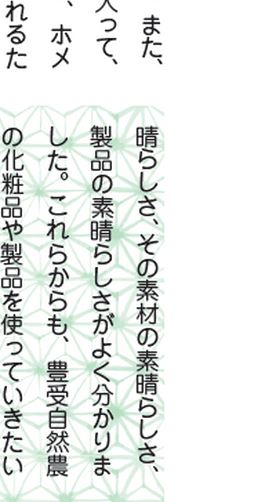 また、
入って、
、ホメ
れるた
晴らしさ、その素材の素晴らしさ、
製品の素晴らしさがよく分かりま
した。これらからも、豊受自然農
の化粧品や製品を使っていきたい